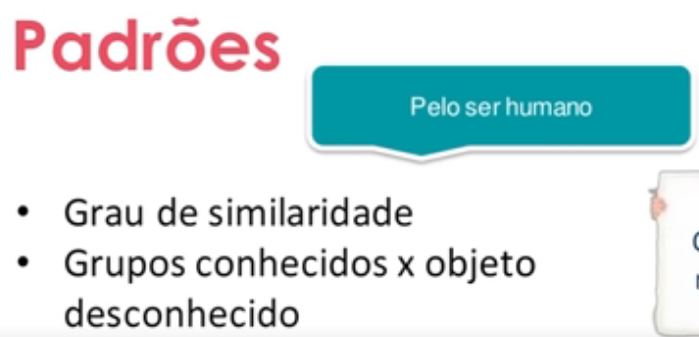 Padrões
Pelo ser humano
• Grau de similaridade
• Grupos conhecidos x objeto
desconhecido